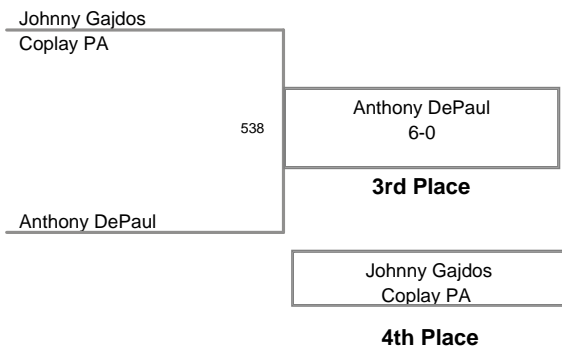 Johnny Gajdos
Coplay PA
538
Anthony DePaul
6-0
3rd Place
Anthony DePaul
Johnny Gajdos
Coplay PA
4th Place